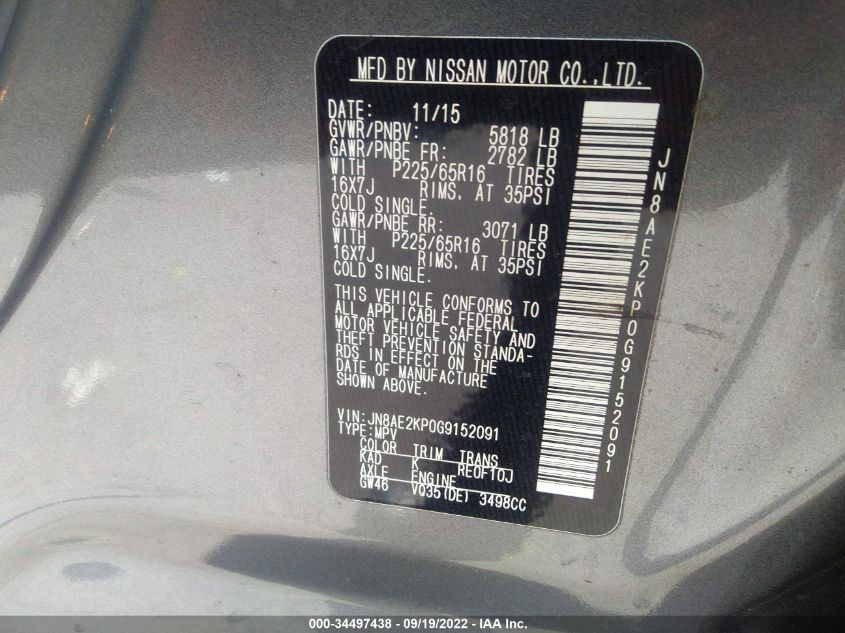 MFD BY NISSAN MOTOR CO.,LTD.
DATE: 11/15
GVWR/PNBV: 5818 LB
GAWR/PNBE FR: 2782 LB
WITH P225/65R16 TIRES
16X7J RIMS, AT 35PSI
COLD SINGLE.
GAWR/PNBE RR: 3071 LB
WITH P225/65R16 TIRES
16X7J RIMS, AT 35PSI
COLD SINGLE.
THIS VEHICLE CONFORMS TO
ALL APPLICABLE FEDERAL
MOTOR VEHICLE SAFETY AND
THEFT PREVENTION STANDA-
RDS IN EFFECT ON THE
DATE OF MANUFACTURE
SHOWN ABOVE.
VIN:JN8AE2KP0G9152091
TYPE:MPV
COLOR TRIM TRANS
KAD K RE0F10J
AXLE ENGINE
GW46 VQ35(DE) 3498CC
JN8AE2KP0G9152091
000-34497438 - 09/19/2022 - IAA Inc.